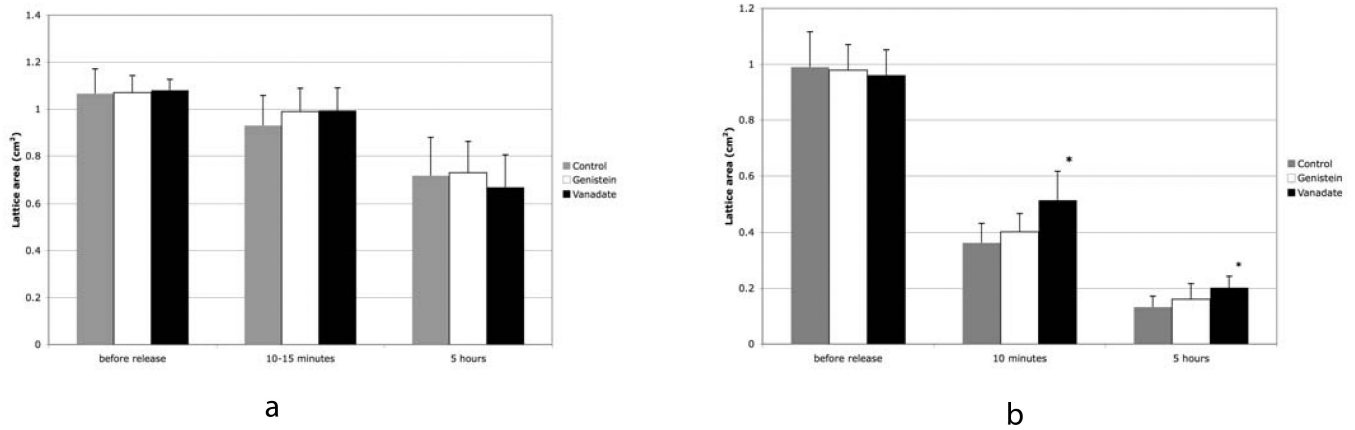 1.4
1.2
1
0.8
0.6
0.4
0.2
0
Lattice area (cm²)
before release
10-15 minutes
5 hours
Control
Genistein
Vanadate
a
1.2
1
0.8
0.6
0.4
0.2
0
Lattice area (cm²)
*
*
before release
10 minutes
5 hours
Control
Genistein
Vanadate
b